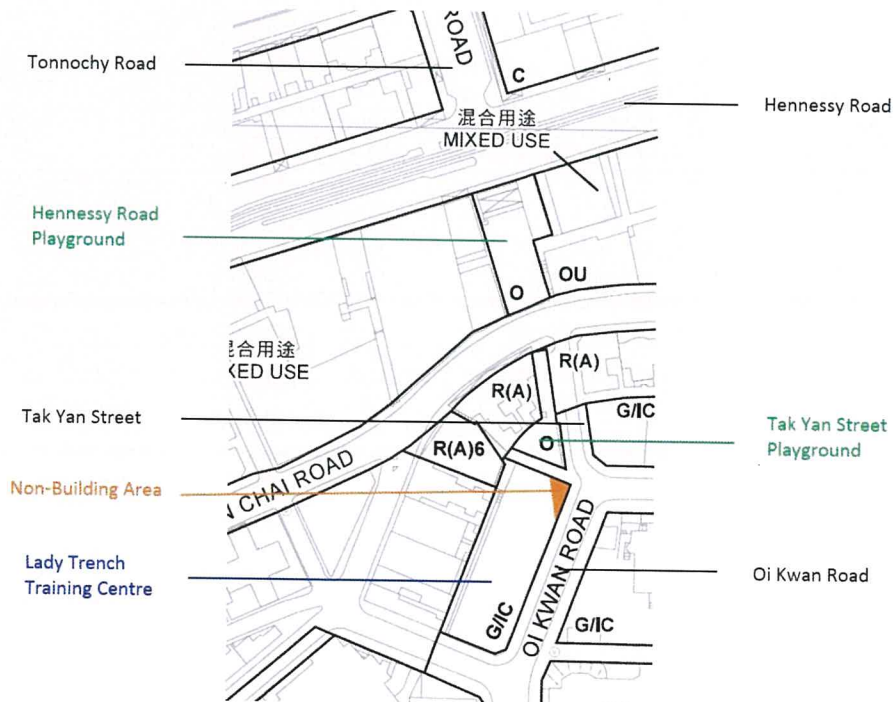 Tonnochy Road
ROAD
C
Hennessy Road
混合用途
MIXED USE
Hennessy Road
Playground
O
OU
混合用途
XED USE
R(A)
R(A)
Tak Yan Street
R(A)6
O
G/IC
Tak Yan Street
Playground
Non-Building Area
N CHAI ROAD
Lady Trench
Training Centre
OI KWAN ROAD
Oi Kwan Road
G/IC
G/IC